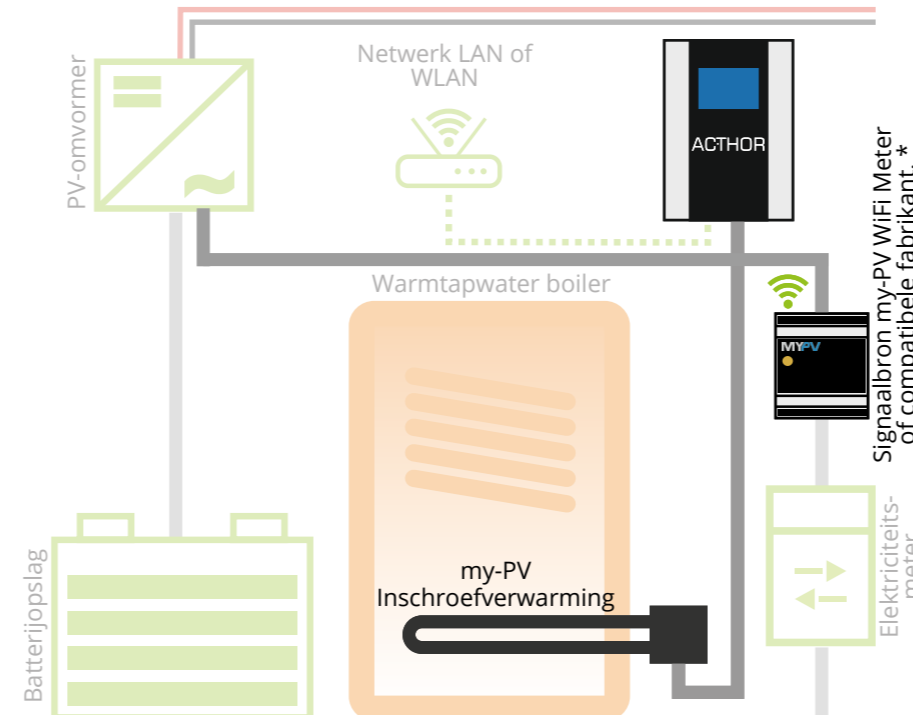 Netwerk LAN of
WLAN
PV-omvormer
ACTHOR
Signaalbron my-PV WiFi Meter
of compatibele fabrikant. *
Warmtapwater boiler
MYPV
my-PV
Inschroefverwarming
Batterijopslag
Elektriciteits-
meter